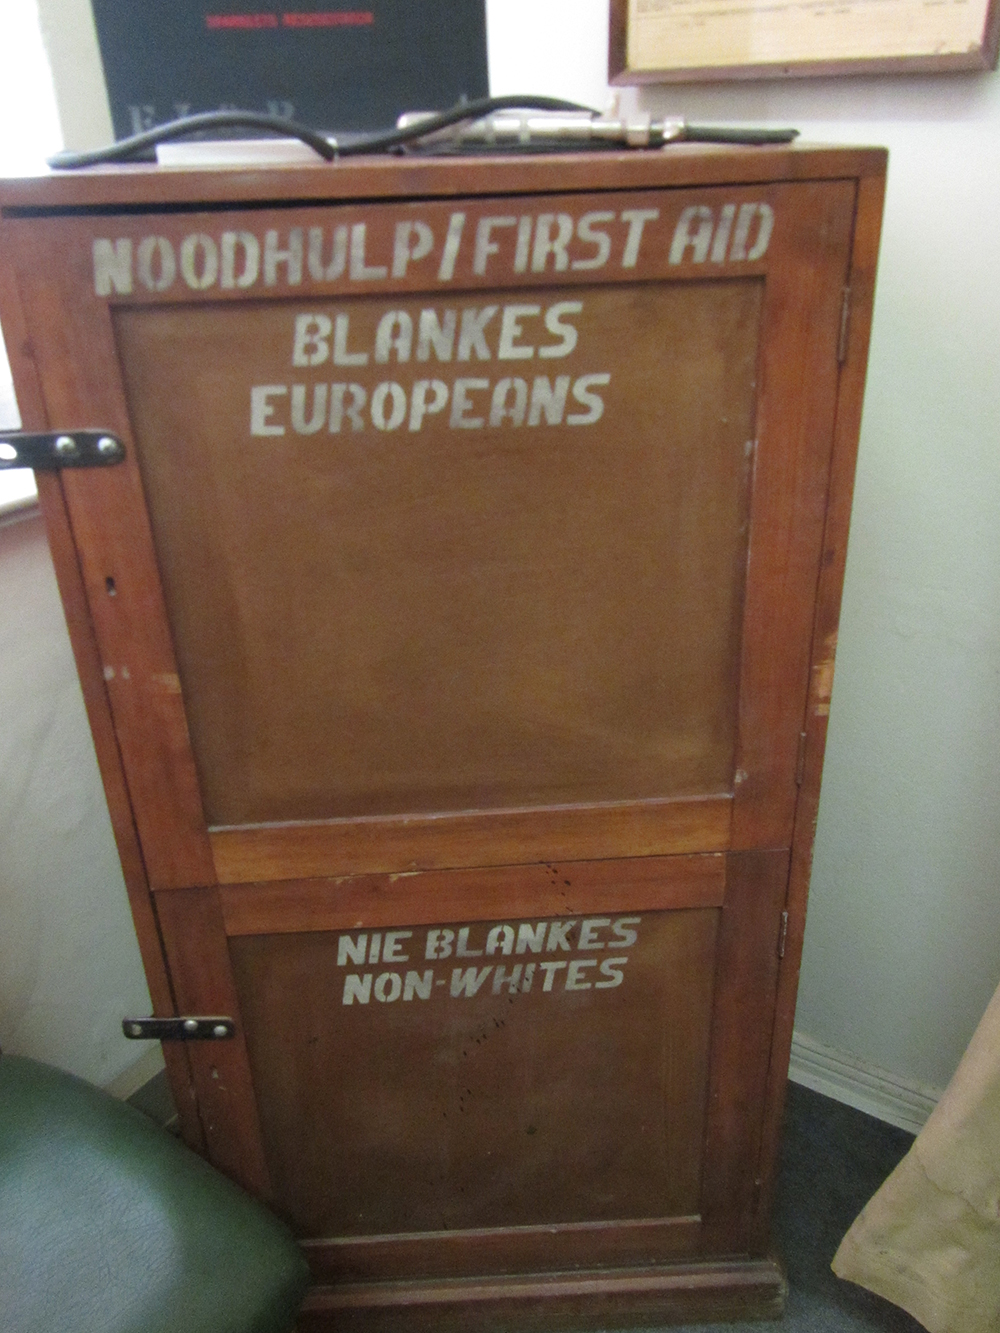 NOODHULP/FIRST AID
BLANKES
EUROPEANS
NIE BLANKES
NON-WHITES